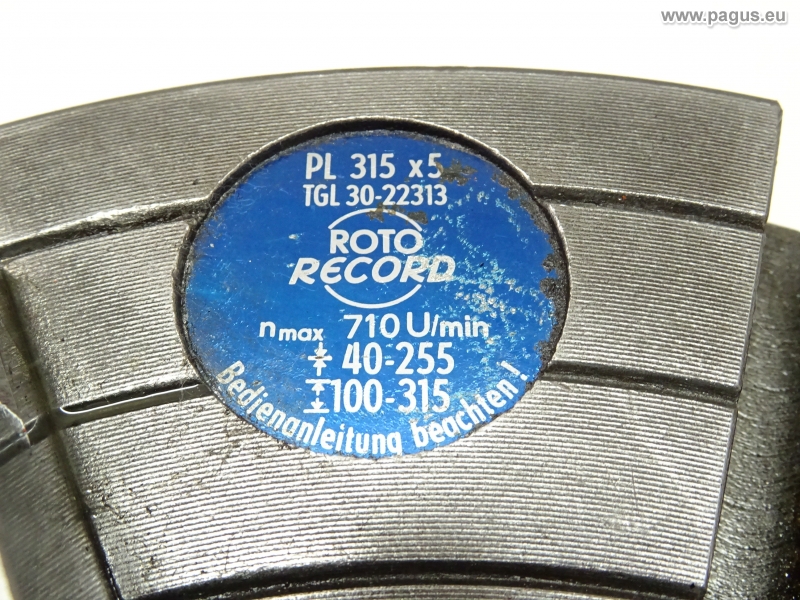 www.pagus.eu
PL 315 x5
TGL 30-22313
ROTO
RECORD
nmax 710 U/min
40-255
100-315
Bedienanleitung beachten!